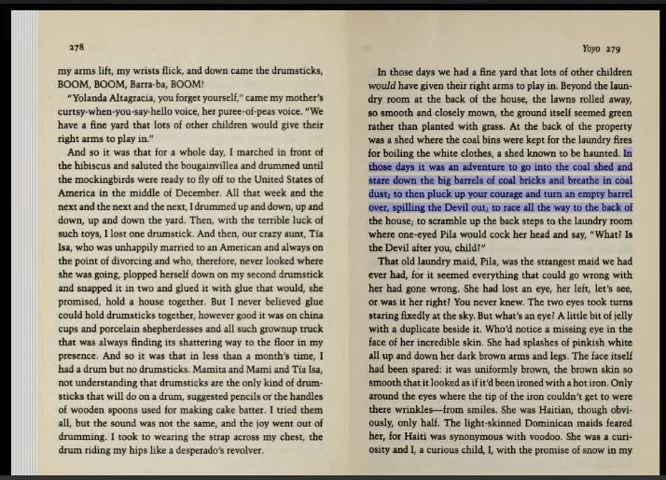 278
my arms lift, my wrists flick, and down came the drumsticks,
BOOM, BOOM, Barra-ba, BOOM!
"Yolanda Altagracia, you forget yourself," came my mother's
curtsy-when-you-say-hello voice, her puree-of-peas voice. "We
have a fine yard that lots of other children would give their
right arms to play in."
And so it was that for a whole day, I marched in front of
the hibiscus and saluted the bougainvillea and drummed until
the mockingbirds were ready to fly off to the United States of
America in the middle of December. All that week and the
next and the next and the next, I drummed up and down, up and
down, up and down the yard. Then, with the terrible luck of
such toys, I lost one drumstick. And then, our crazy aunt, Tía
Isa, who was unhappily married to an American and always on
the point of divorcing and who, therefore, never looked where
she was going, plopped herself down on my second drumstick
and snapped it in two and glued it with glue that would, she
promised, hold a house together. But I never believed glue
could hold drumsticks together, however good it was on china
cups and porcelain shepherdesses and all such grownup truck
that was always finding its shattering way to the floor in my
presence. And so it was that in less than a month's time, I
had a drum but no drumsticks. Mamita and Mami and Tía Isa,
not understanding that drumsticks are the only kind of drum-
sticks that will do on a drum, suggested pencils or the handles
of wooden spoons used for making cake batter. I tried them
all, but the sound was not the same, and the joy went out of
drumming. I took to wearing the strap across my chest, the
drum riding my hips like a desperado's revolver.
Yoyo 279
In those days we had a fine yard that lots of other children
would have given their right arms to play in. Beyond the laun-
dry room at the back of the house, the lawns rolled away,
so smooth and closely mown, the ground itself seemed green
rather than planted with grass. At the back of the property
was a shed where the coal bins were kept for the laundry fires
for boiling the white clothes, a shed known to be haunted. In
those days it was an adventure to go into the coal shed and
stare down the big barrels of coal bricks and breathe in coal
dust; to then pluck up your courage and turn an empty barrel
over, spilling the Devil out; to race all the way to the back of
the house; to scramble up the back steps to the laundry room
where one-eyed Pila would cock her head and say, "What? Is
the Devil after you, child?"
That old laundry maid, Pila, was the strangest maid we had
ever had, for it seemed everything that could go wrong with
her had gone wrong. She had lost an eye, her left, let's see,
or was it her right? You never knew. The two eyes took turns
staring fixedly at the sky. But what's an eye? A little bit of jelly
with a duplicate beside it. Who'd notice a missing eye in the
face of her incredible skin. She had splashes of pinkish white
all up and down her dark brown arms and legs. The face itself
had been spared: it was uniformly brown, the brown skin so
smooth that it looked as if it'd been ironed with a hot iron. Only
around the eyes where the tip of the iron couldn't get to were
there wrinkles—from smiles. She was Haitian, though obvi-
ously, only half. The light-skinned Dominican maids feared
her, for Haiti was synonymous with voodoo. She was a curi-
osity and I, a curious child, I, with the promise of snow in my